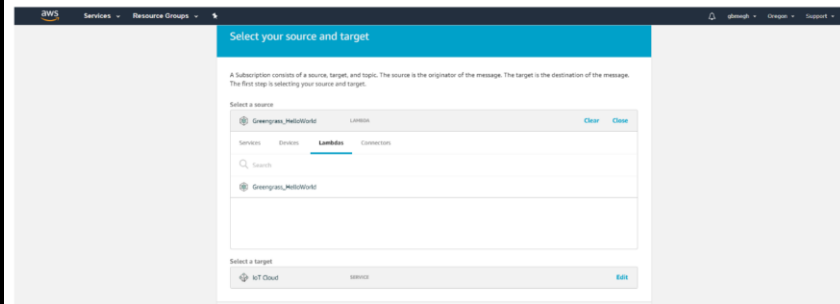 aws Services Resource Groups gbmwgh Oregon Support
Select your source and target
A Subscription consists of a source, target, and topic. The source is the originator of the message. The target is the destination of the message.
The first step is selecting your source and target.
Select a source
Greengrass_HelloWorld LAMBDA Clear Close
Services Devices Lambdas Connectors
Search
Greengrass_HelloWorld
Select a target
IoT Cloud SERVICE Edit